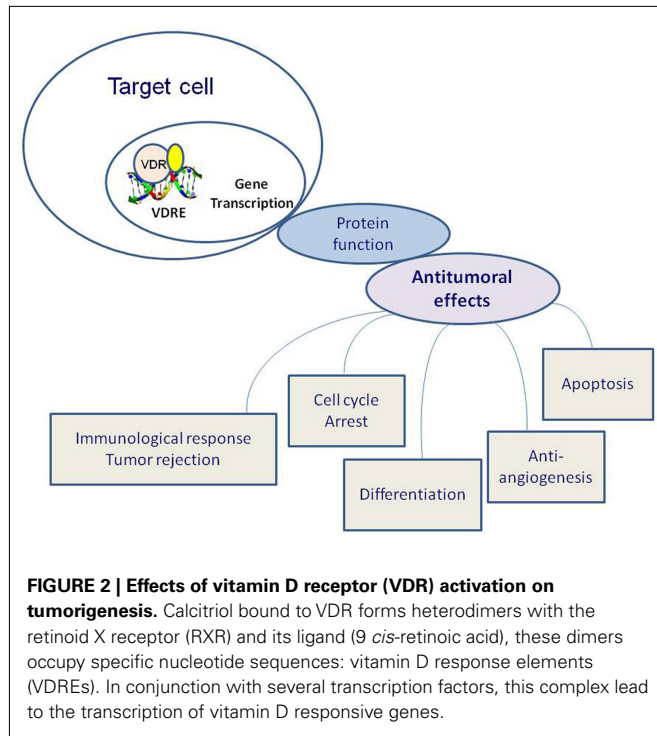 Target cell
VDR
Gene
Transcription
VDRE
Protein
function
Antitumoral
effects
Apoptosis
Cell cycle
Arrest
Immunological response
Tumor rejection
Anti-
angiogenesis
Differentiation
FIGURE 2 | Effects of vitamin D receptor (VDR) activation on
tumorigenesis. Calcitriol bound to VDR forms heterodimers with the
retinoid X receptor (RXR) and its ligand (9 cis-retinoic acid), these dimers
occupy specific nucleotide sequences: vitamin D response elements
(VDREs). In conjunction with several transcription factors, this complex lead
to the transcription of vitamin D responsive genes.